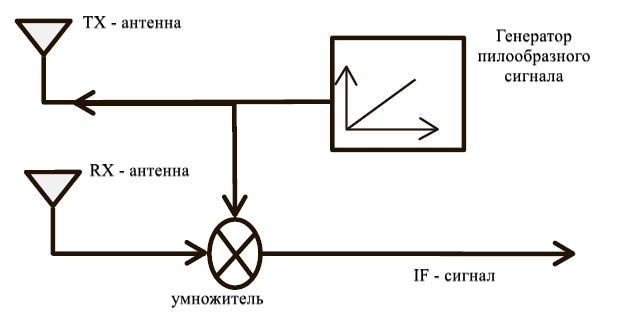 TX - антенна
Генератор
пилообразного
сигнала
RX - антенна
IF - сигнал
умножитель